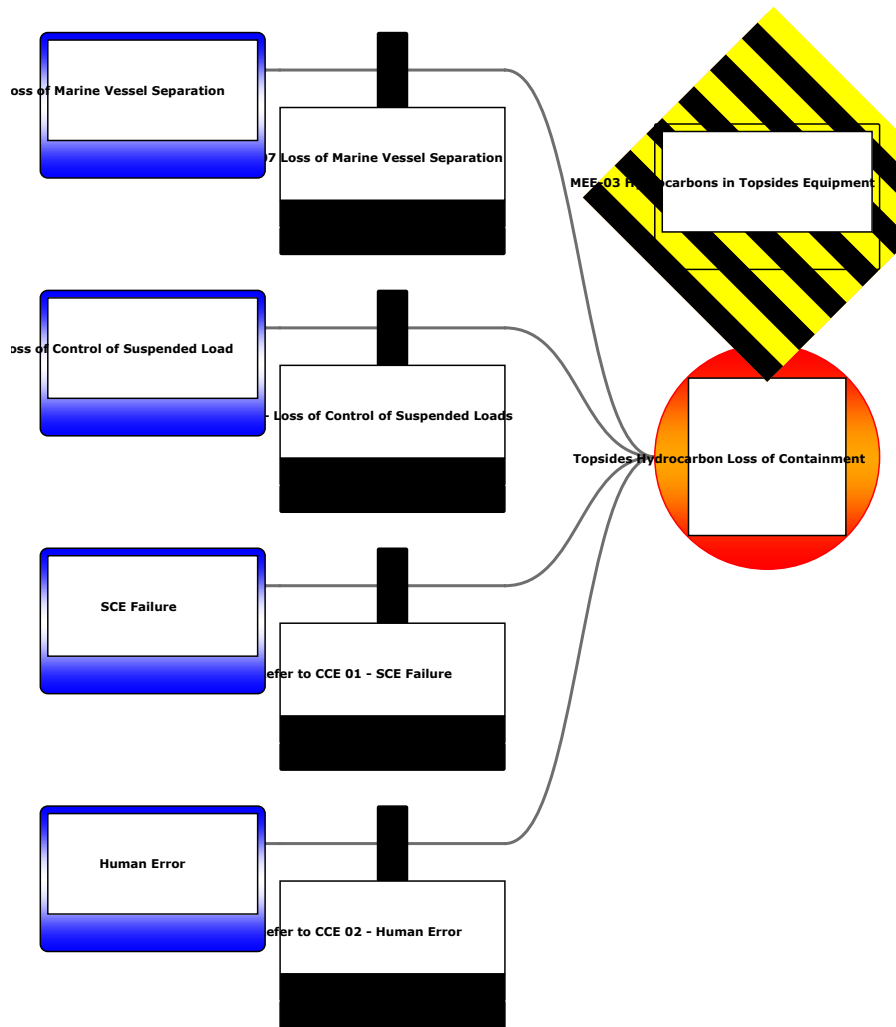 oss of Marine Vessel Separation
07 Loss of Marine Vessel Separation
MEE-03 Hydrocarbons in Topsides Equipment
oss of Control of Suspended Load
- Loss of Control of Suspended Loads
Topsides Hydrocarbon Loss of Containment
SCE Failure
efer to CCE 01 - SCE Failure
Human Error
efer to CCE 02 - Human Error